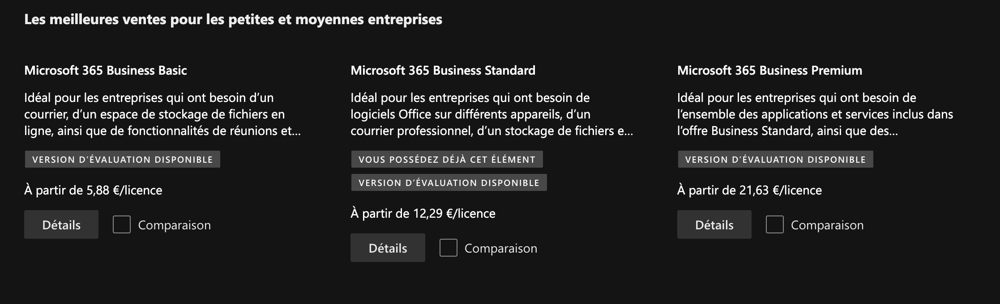 Les meilleures ventes pour les petites et moyennes entreprises
Microsoft 365 Business Basic
Idéal pour les entreprises qui ont besoin d’un
courrier, d’un espace de stockage de fichiers en
ligne, ainsi que de fonctionnalités de réunions et...
VERSION D’ÉVALUATION DISPONIBLE
À partir de 5,88 €/licence
Détails
Comparaison
Microsoft 365 Business Standard
Idéal pour les entreprises qui ont besoin de
logiciels Office sur différents appareils, d’un
courrier professionnel, d’un stockage de fichiers e...
VOUS POSSÉDEZ DÉJÀ CET ÉLÉMENT
VERSION D’ÉVALUATION DISPONIBLE
À partir de 12,29 €/licence
Détails
Comparaison
Microsoft 365 Business Premium
Idéal pour les entreprises qui ont besoin de
l’ensemble des applications et services inclus dans
l’offre Business Standard, ainsi que des...
VERSION D’ÉVALUATION DISPONIBLE
À partir de 21,63 €/licence
Détails
Comparaison